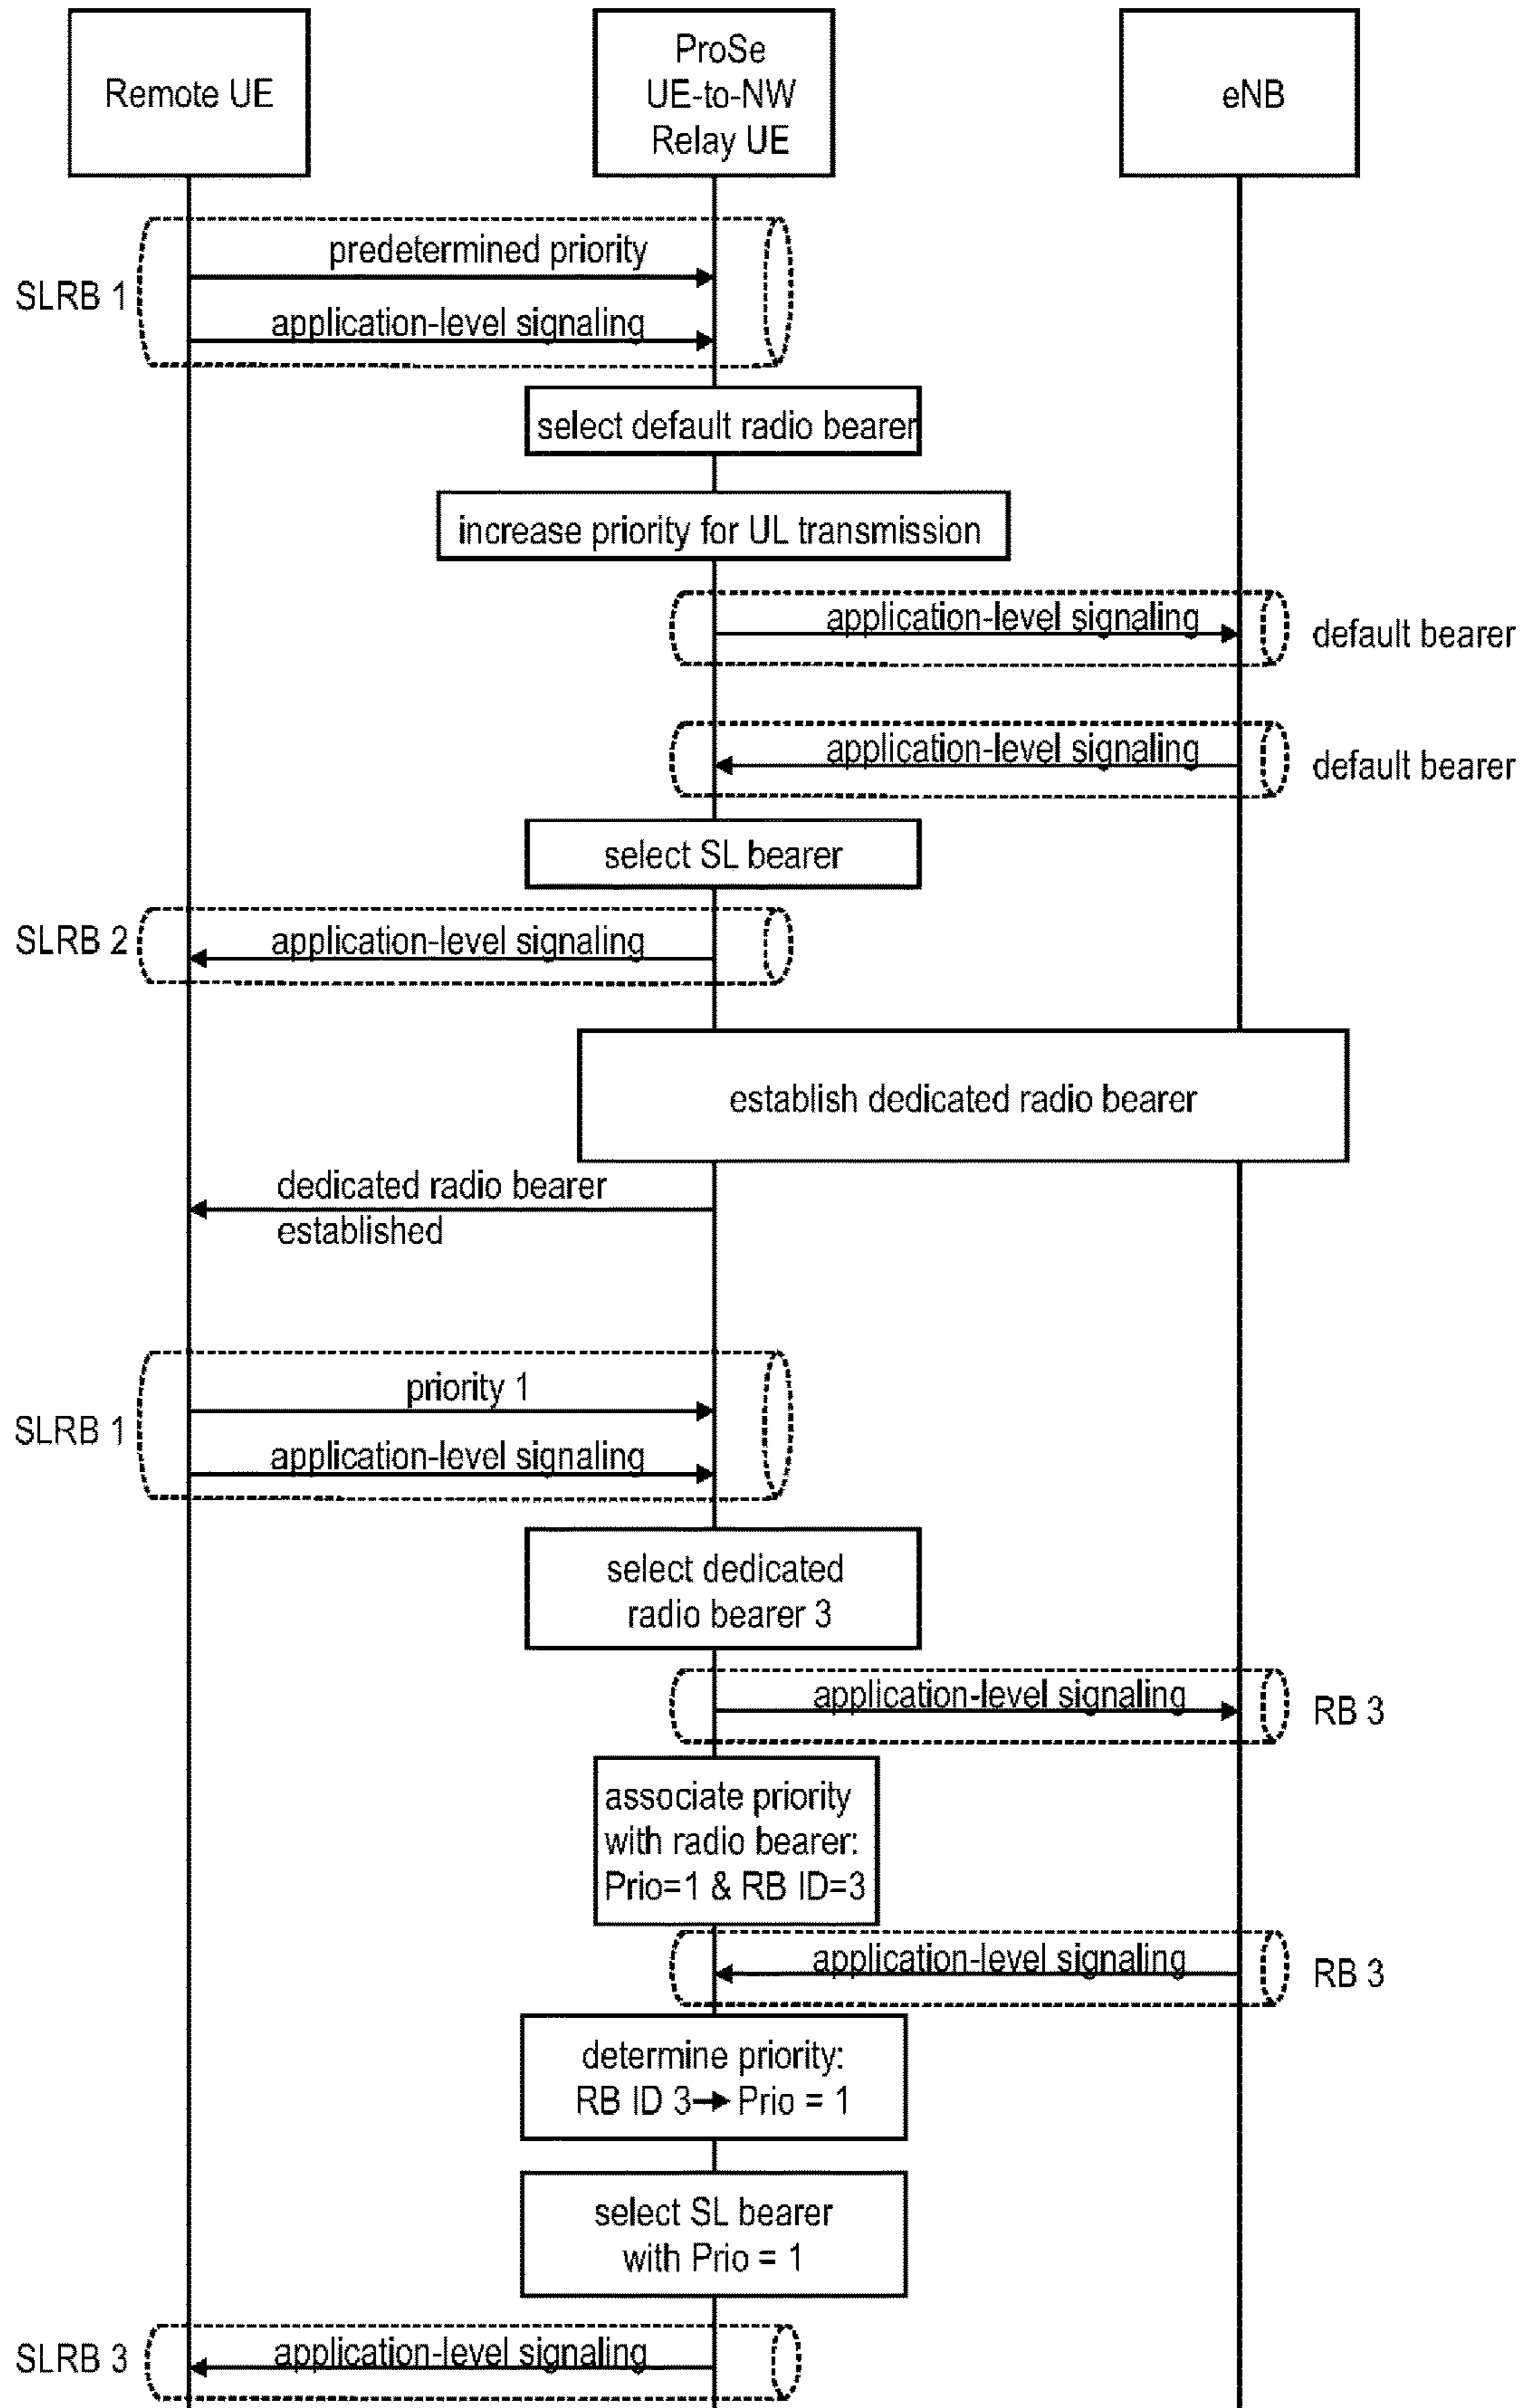 Remote UE
ProSe
UE-to-NW
Relay UE
eNB
predetermined priority
SLRB 1
application-level signaling
select default radio bearer
increase priority for UL transmission
application-level signaling
default bearer
application-level signaling
default bearer
select SL bearer
SLRB 2
application-level signaling
establish dedicated radio bearer
dedicated radio bearer
established
priority 1
SLRB 1
application-level signaling
select dedicated
radio bearer 3
application-level signaling
RB 3
associate priority
with radio bearer:
Prio=1 & RB ID=3
application-level signaling
RB 3
determine priority:
RB ID 3→ Prio = 1
select SL bearer
with Prio = 1
SLRB 3
application-level signaling